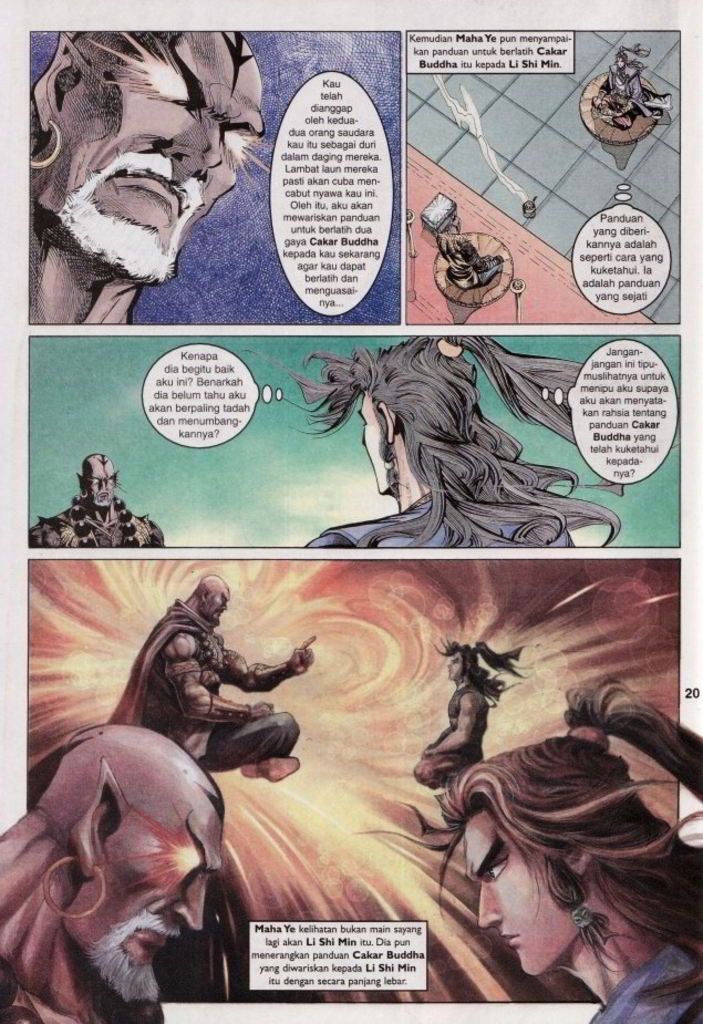 Kau
telah
dianggap
oleh kedua-
dua orang saudara
kau itu sebagai duri
dalam daging mereka.
Lambat laun mereka
pasti akan cuba men-
cabut nyawa kau ini.
Oleh itu, aku akan
mewariskan panduan
untuk berlatih dua
gaya Cakar Buddha
kepada kau sekarang
agar kau dapat
berlatih dan
menguasai-
nya...
Kemudian Maha Ye pun menyampai-
kan panduan untuk berlatih Cakar
Buddha itu kepada Li Shi Min.
Panduan
yang diberi-
kannya adalah
seperti cara yang
kuketahui. Ia
adalah panduan
yang sejati
Kenapa
dia begitu baik
aku ini? Benarkah
dia belum tahu aku
akan berpaling tadah
dan menumbang-
kannya?
Jangan-
jangan ini tipu-
muslihatnya untuk
menipu aku supaya
aku akan menyata-
kan rahsia tentang
panduan Cakar
Buddha yang
telah kuketahui
kepada-
nya?
20
Maha Ye kelihatan bukan main sayang
lagi akan Li Shi Min itu. Dia pun
menerangkan panduan Cakar Buddha
yang diwariskan kepada Li Shi Min
itu dengan secara panjang lebar.